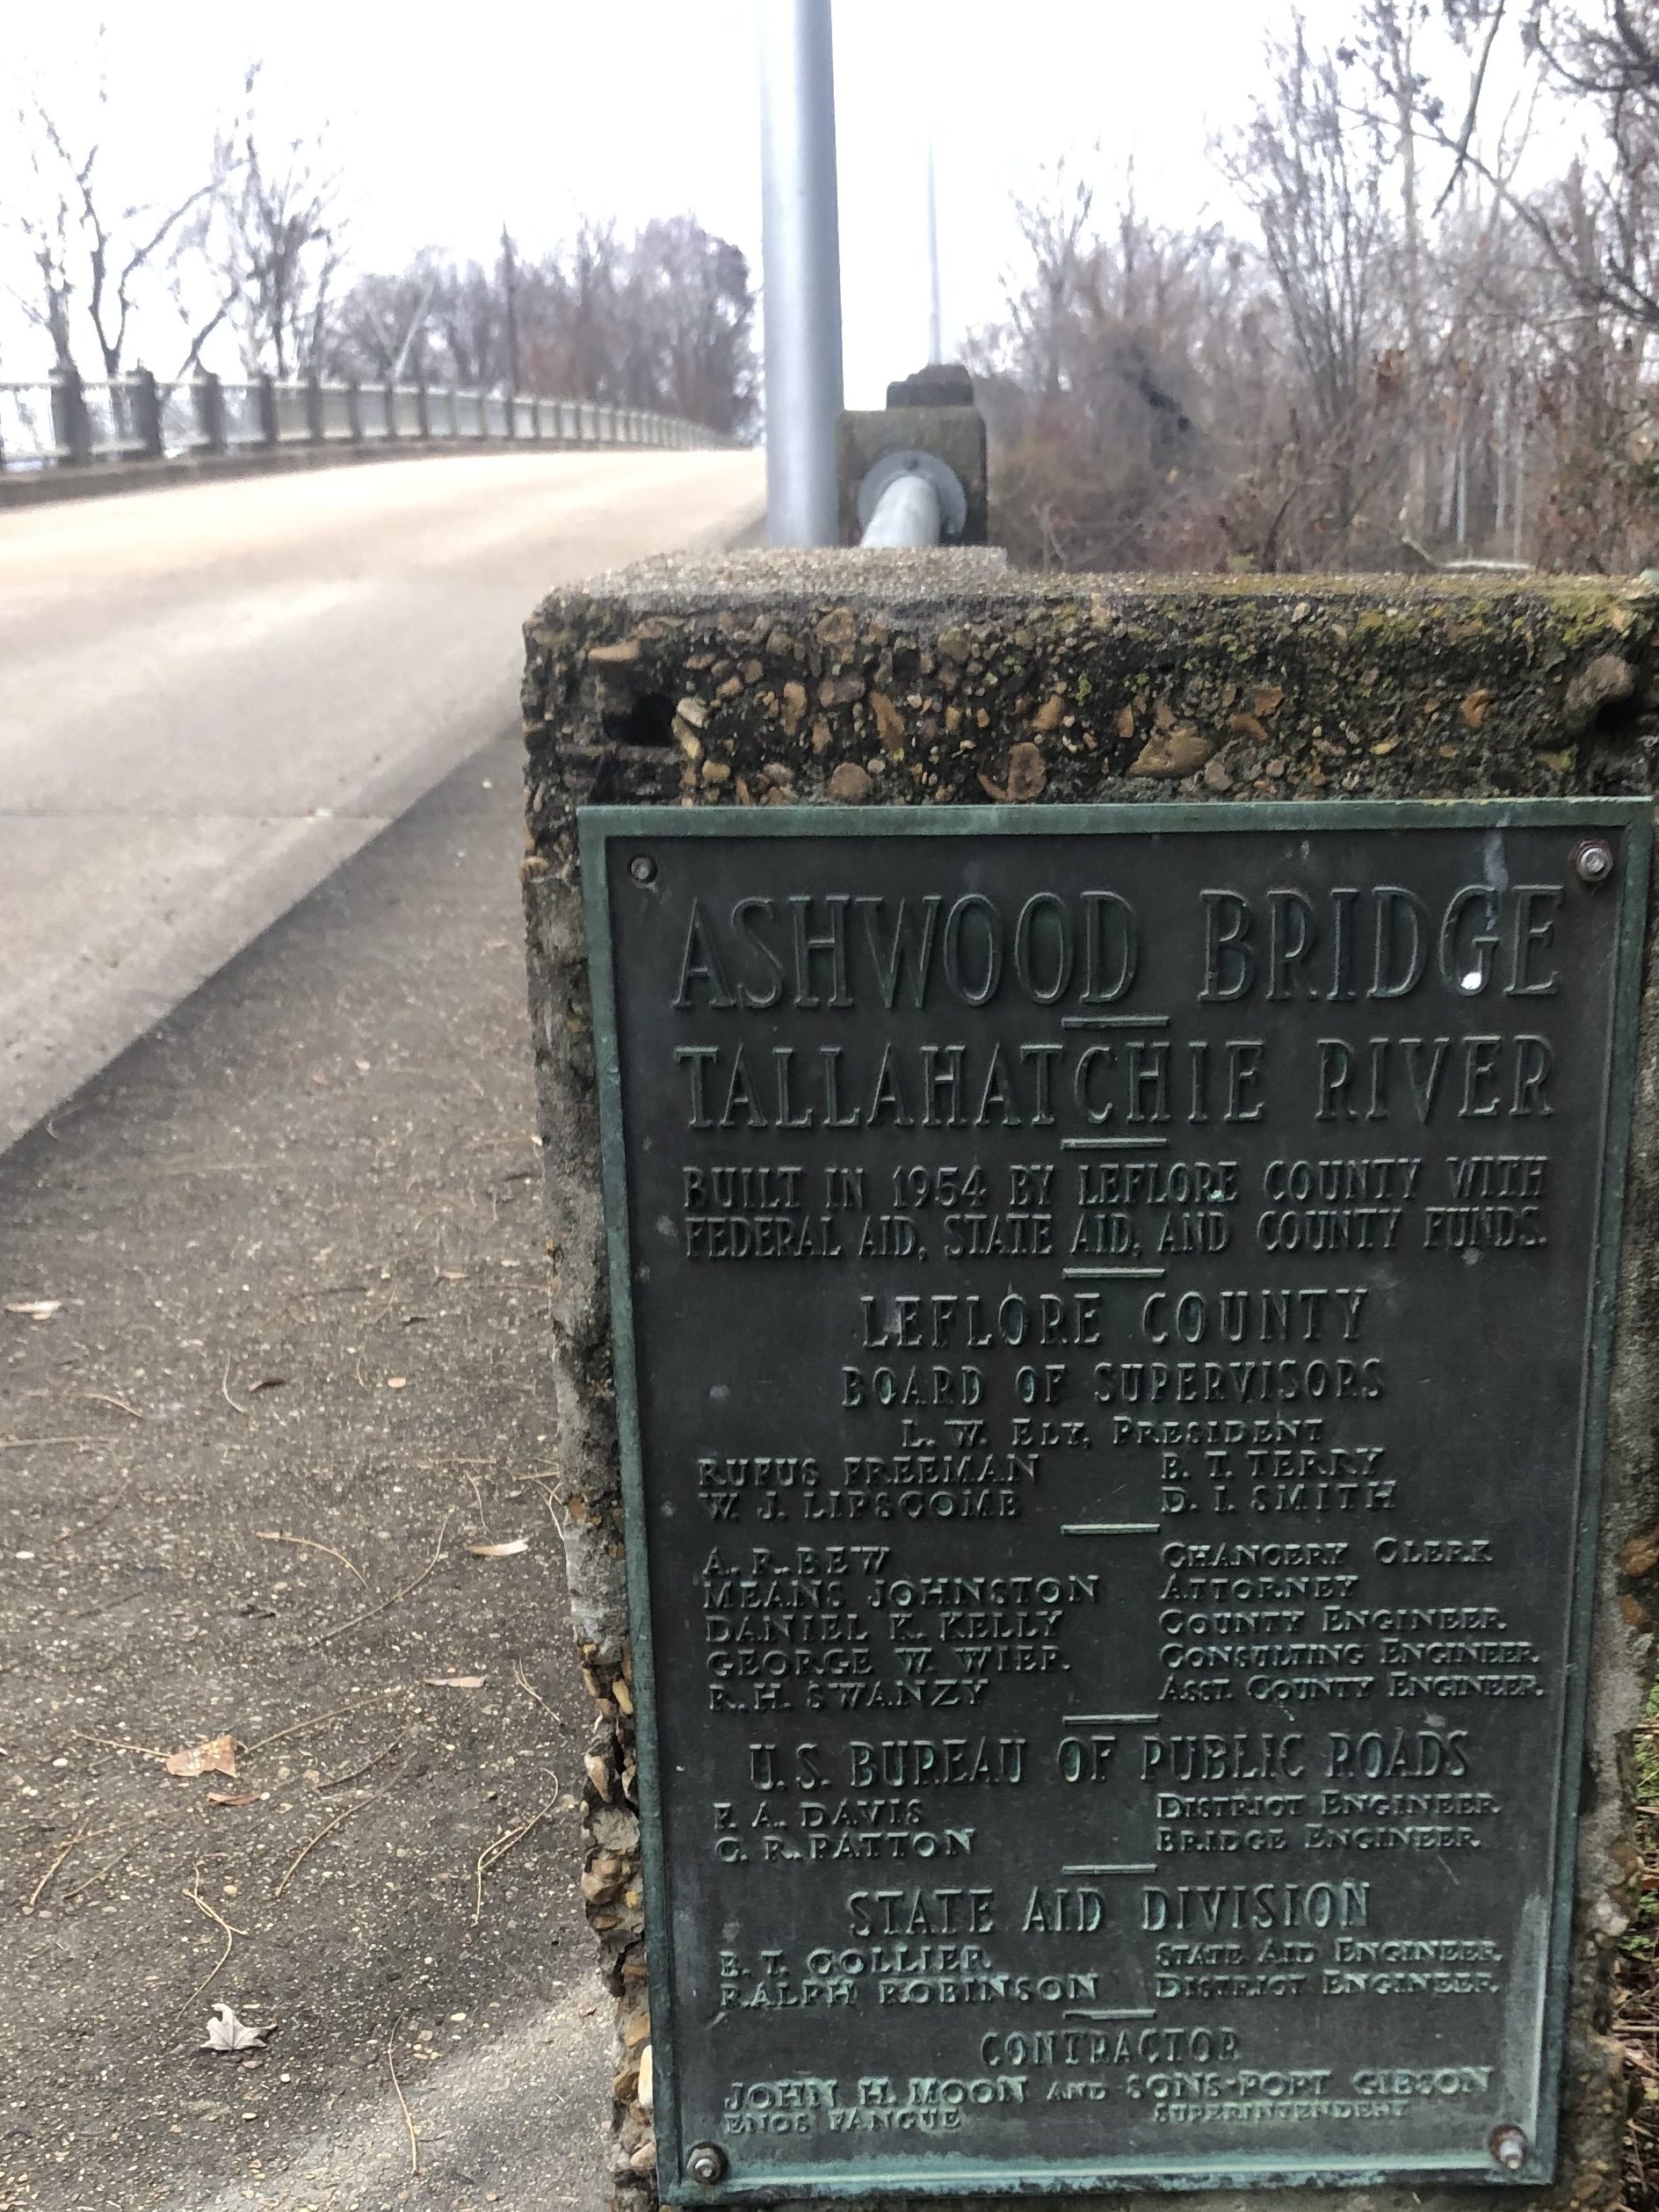 ASHWOOD BRIDGE
TALLAHATCHIE RIVER
BUILT IN 1954 BY LEFLORE COUNTY WITH
FEDERAL AID, STATE AID, AND COUNTY FUNDS.
LEFLORE COUNTY
BOARD OF SUPERVISORS
L. W. ELY, PRESIDENT
RUFUS FREEMAN E. T. TERRY
W. J. LIPSCOMB D. I. SMITH
A. R. BEW CHANCERY CLERK
MEANS JOHNSTON ATTORNEY
DANIEL K. KELLY COUNTY ENGINEER
GEORGE W. WIER CONSULTING ENGINEER
R. H. SWANZY ASST. COUNTY ENGINEER
U.S. BUREAU OF PUBLIC ROADS
F. A. DAVIS DISTRICT ENGINEER
G. R. PATTON BRIDGE ENGINEER
STATE AID DIVISION
E. T. COLLIER STATE AID ENGINEER
RALPH ROBINSON DISTRICT ENGINEER
CONTRACTOR
JOHN H. MOON AND SONS-PORT GIBSON
ENOS SUPERINTENDENT